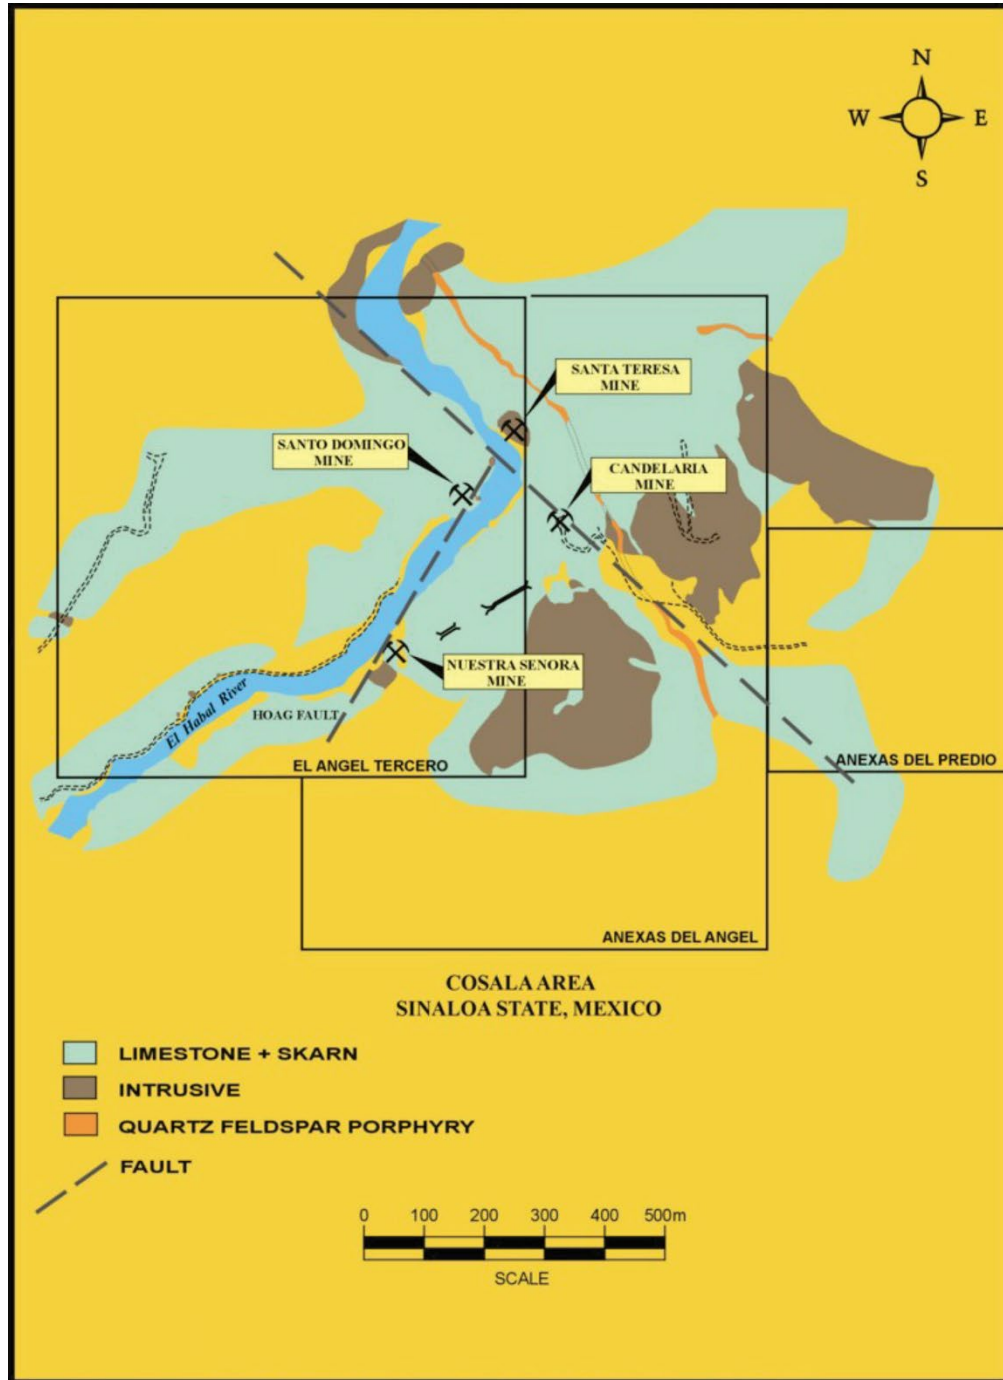 N
W E
S
SANTA TERESA
MINE
SANTO DOMINGO
MINE
CANDELARIA
MINE
NUESTRA SENORA
MINE
El Habal River
HOAG FAULT
EL ANGEL TERCERO
ANEXAS DEL PREDIO
ANEXAS DEL ANGEL
COSALA AREA
SINALOA STATE, MEXICO
LIMESTONE + SKARN
INTRUSIVE
QUARTZ FELDSPAR PORPHYRY
FAULT
0 100 200 300 400 500m
SCALE